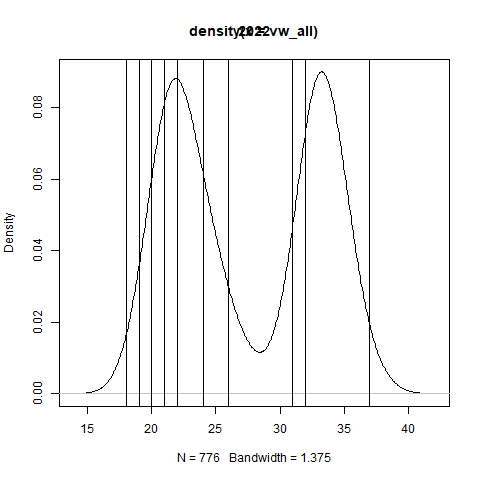 density(x = vw_all)
2022
Density
0.00
0.02
0.04
0.06
0.08
15 20 25 30 35 40
N = 776 Bandwidth = 1.375